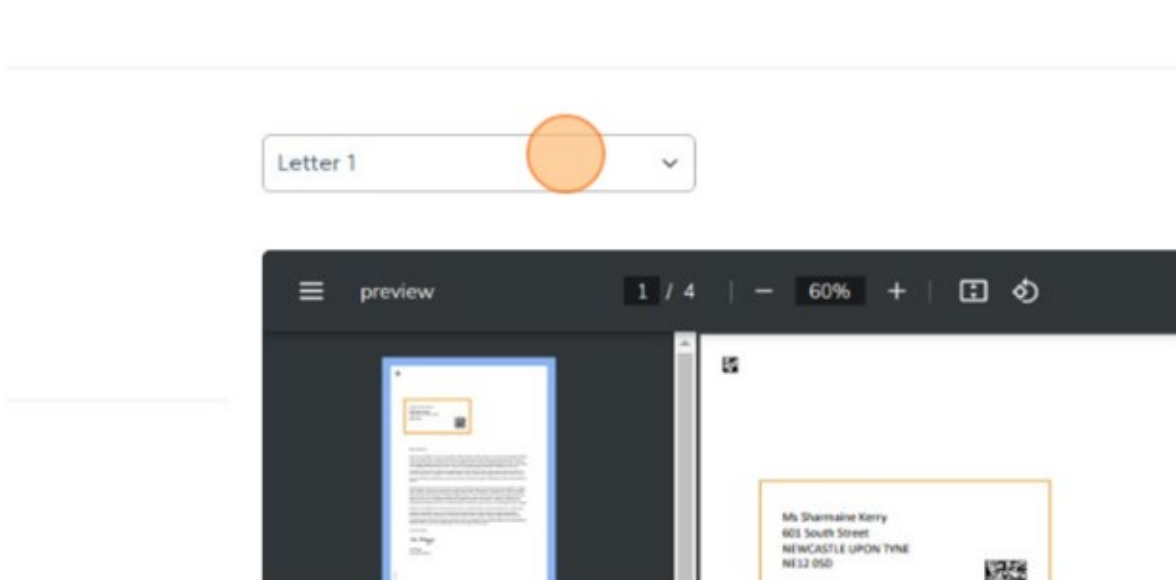 Letter 1
preview
1 / 4
60%
Ms Sharmaine Kerry
601 South Street
NEWCASTLE UPON TYNE
NE12 0SD